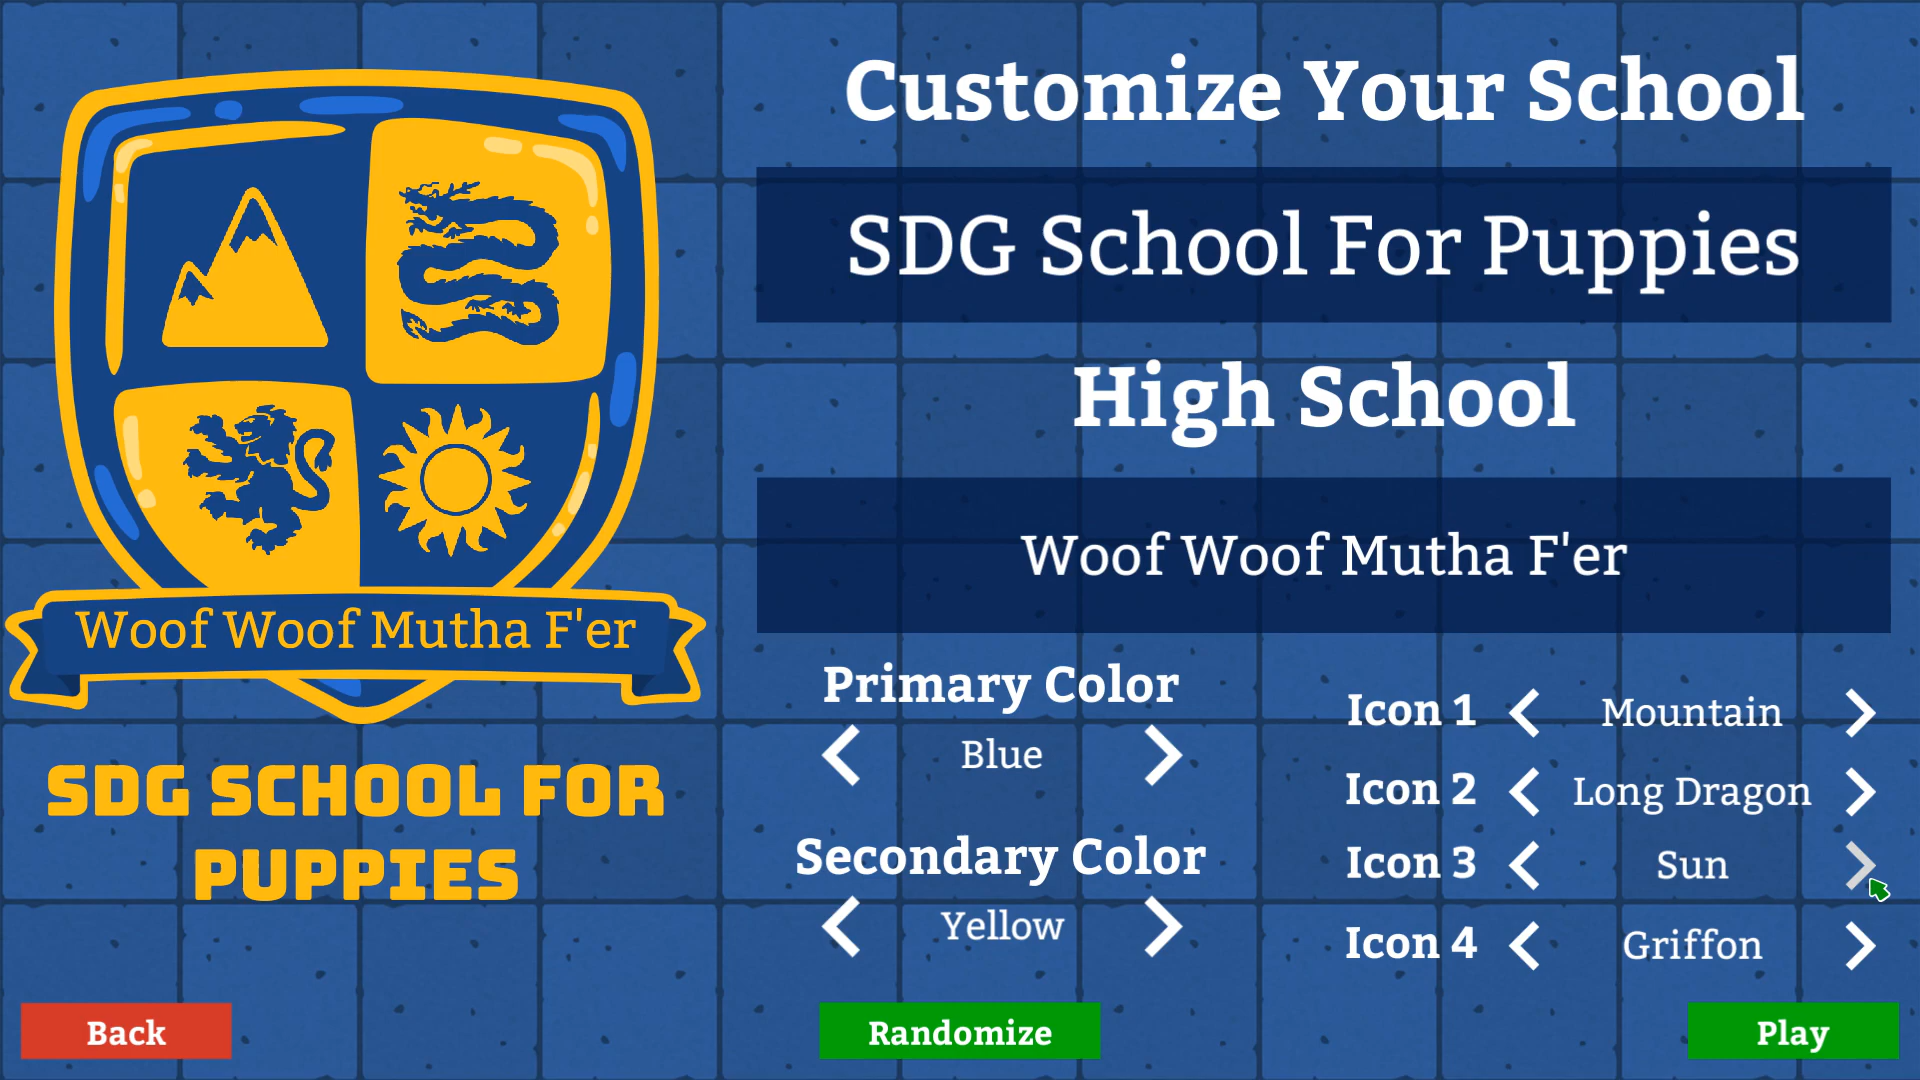 Customize Your School
SDG School For Puppies
High School
Woof Woof Mutha F'er
Woof Woof Mutha F'er
SDG SCHOOL FOR
PUPPIES
Primary Color
Blue
Secondary Color
Yellow
Icon 1 Mountain
Icon 2 Long Dragon
Icon 3 Sun
Icon 4 Griffon
Back
Randomize
Play